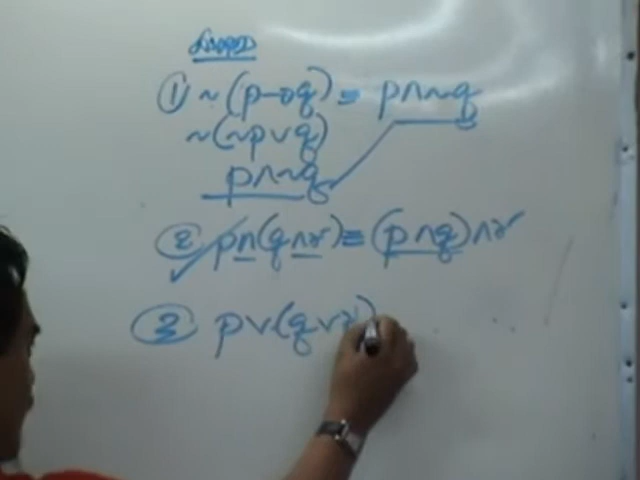 ① ~(p→q) ≡ p∧~q
~(~p∨q)
p∧~q
② p∧(q∧r) ≡ (p∧q)∧r
③ p∨(q∨r)